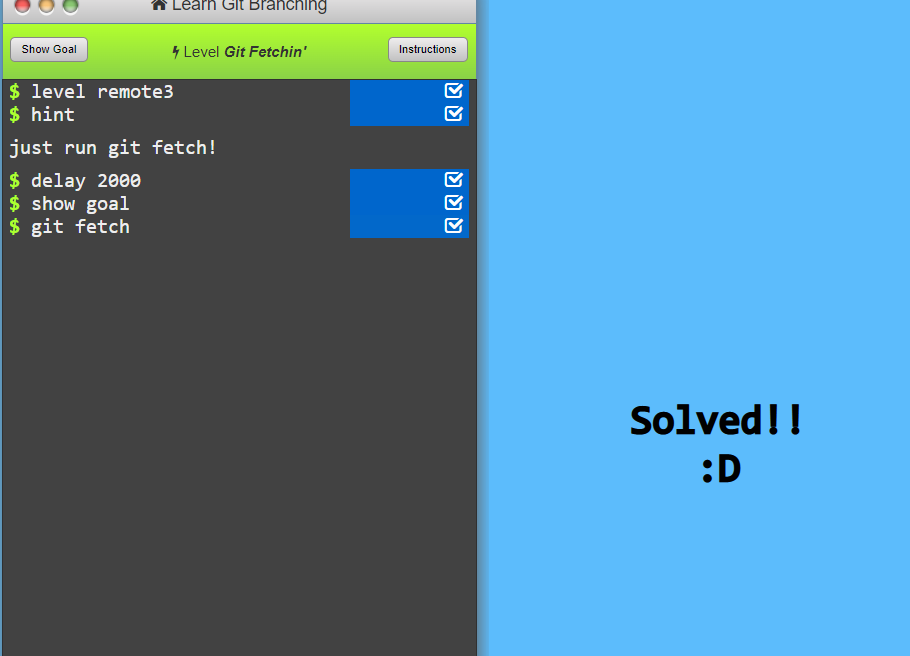 Learn Git Branching
Show Goal
Level Git Fetchin'
Instructions
$ level remote3
$ hint
just run git fetch!
$ delay 2000
$ show goal
$ git fetch
Solved!!
:D